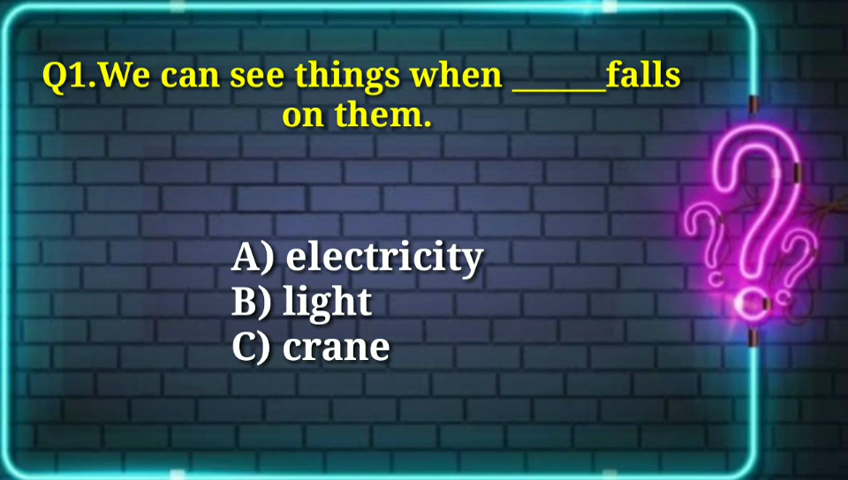 Q1.We can see things when ______falls
on them.
A) electricity
B) light
C) crane